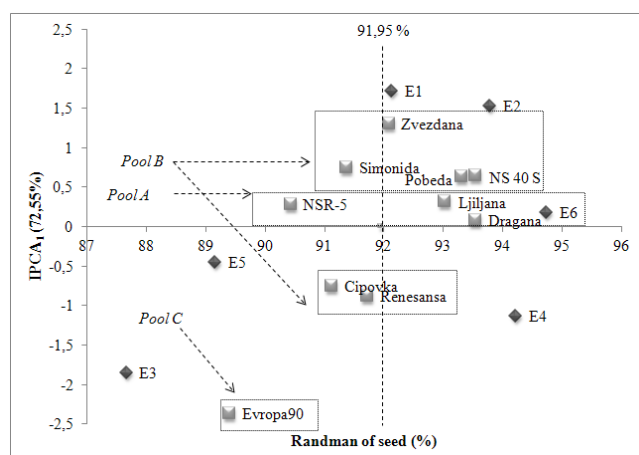 91,95 %
2,5
2
1,5
1
0,5
0
-0,5
-1
-1,5
-2
-2,5
IPCA1 (72,55%)
87
88
89
90
91
92
93
94
95
96
Randman of seed (%)
E1
E2
Zvezdana
Simonida
Pobeda
NS 40 S
Pool B
Pool A
NSR-5
Ljiljana
Dragana
E6
E5
Cipovka
Renesansa
E4
Pool C
E3
Evropa90